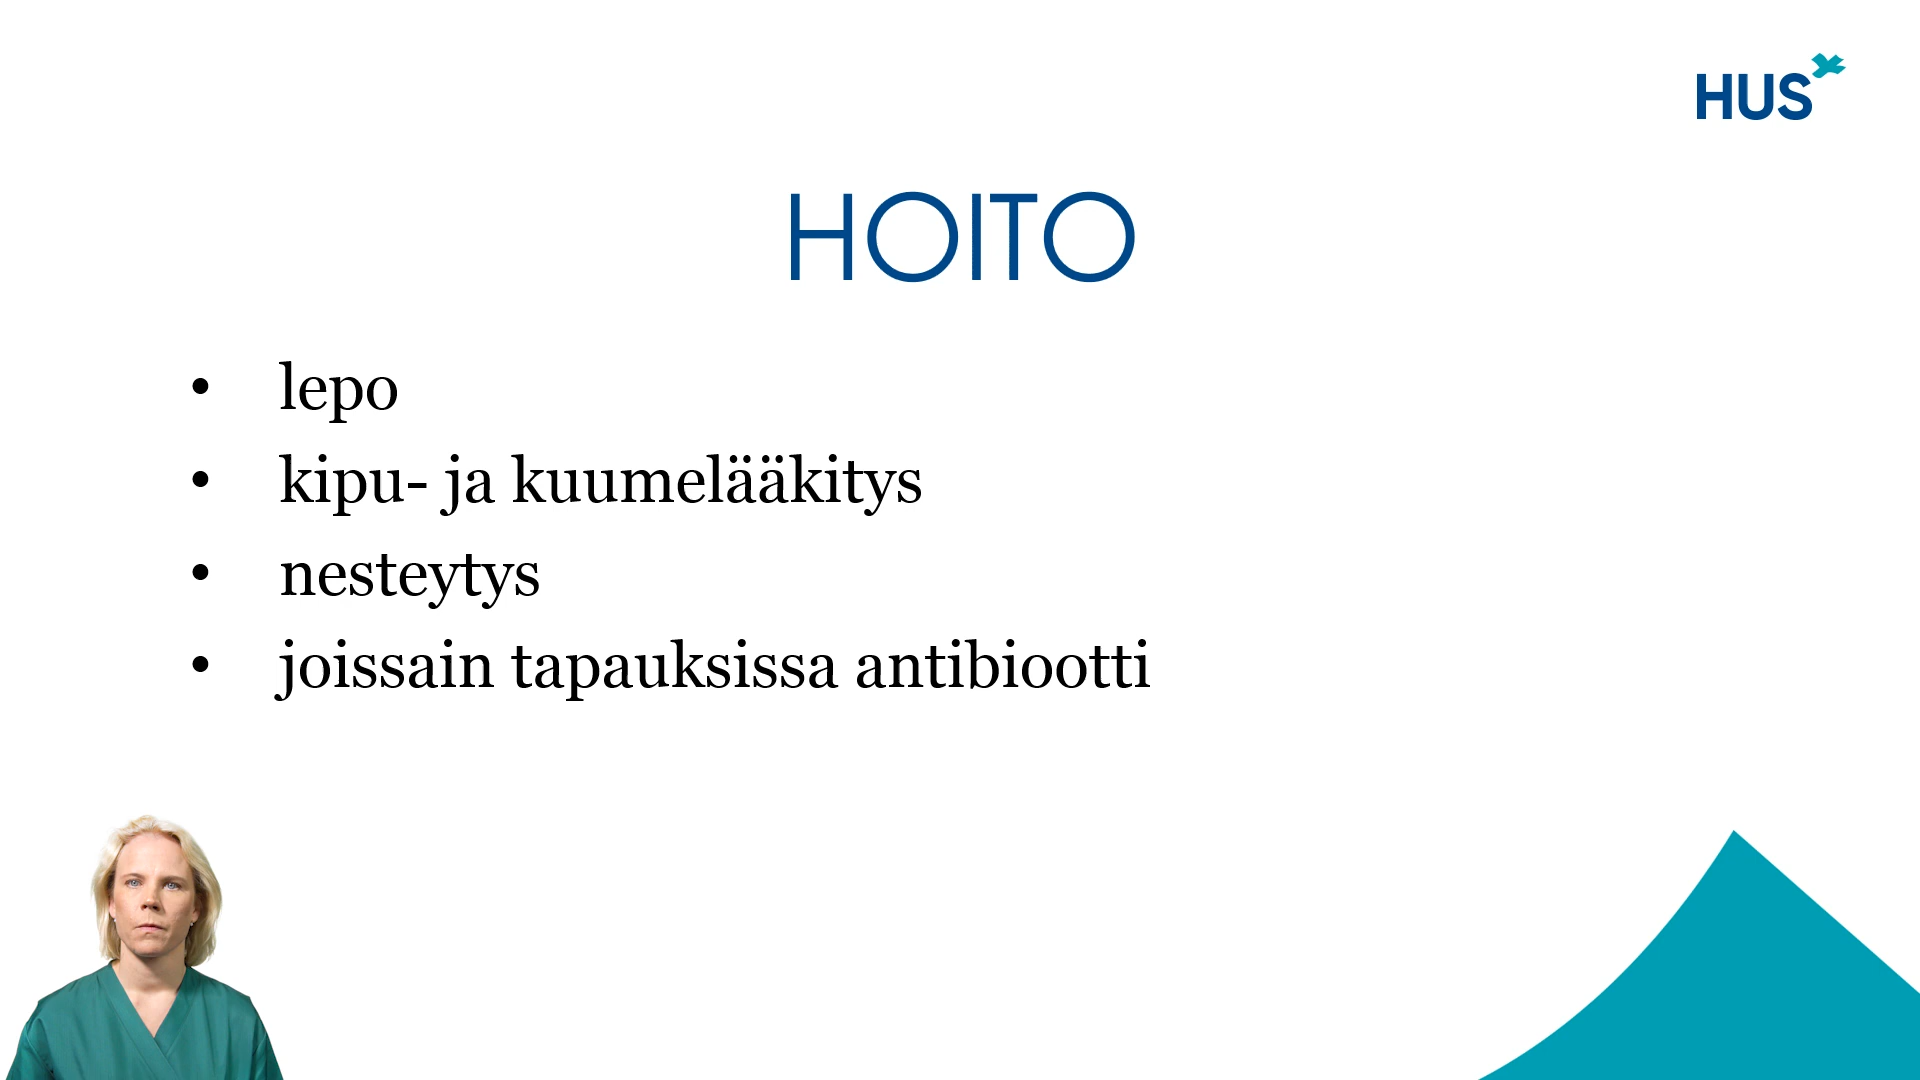 HUS
HOITO
• lepo
• kipu- ja kuumelääkitys
• nesteytys
• joissain tapauksissa antibiootti